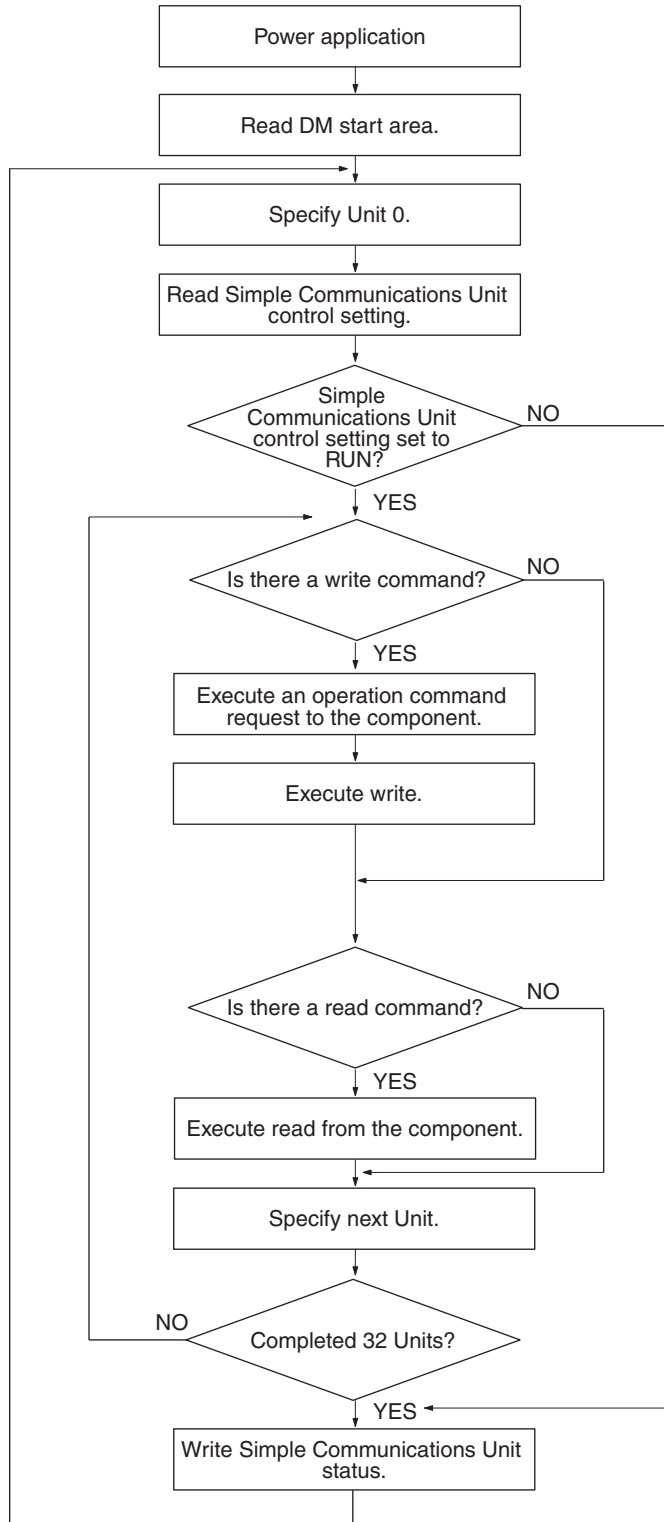 Power application
Read DM start area.
Specify Unit 0.
Read Simple Communications Unit
control setting.
Simple
Communications Unit
control setting set to
RUN?
NO
YES
Is there a write command?
NO
YES
Execute an operation command
request to the component.
Execute write.
Is there a read command?
NO
YES
Execute read from the component.
Specify next Unit.
NO
Completed 32 Units?
YES
Write Simple Communications Unit
status.